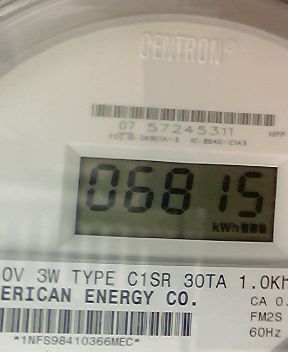 CENTRON®
07 57245311
06815
kWh
0V 3W TYPE C1SR 30TA 1.0Kh
ERICAN ENERGY CO.
CA 0.
FM2S
60Hz
*1NFS98410366MEC*